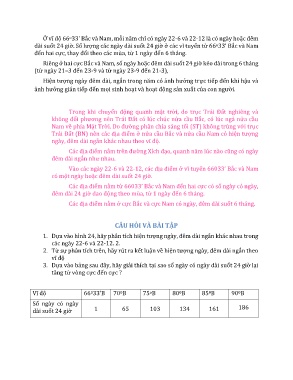 Ở vĩ độ 66°33' Bắc và Nam, mỗi năm chỉ có ngày 22-6 và 22-12 là có ngày hoặc đêm
dài suốt 24 giờ. Số lượng các ngày dài suốt 24 giờ ở các vĩ tuyến từ 66°33' Bắc và Nam
đến hai cực, thay đổi theo các mùa, từ 1 ngày đến 6 tháng.
Riêng ở hai cực Bắc và Nam, số ngày hoặc đêm dài suốt 24 giờ kéo dài trong 6 tháng
(từ ngày 21-3 đến 23-9 và từ ngày 23-9 đến 21-3).
Hiện tượng ngày đêm dài, ngắn trong năm có ảnh hưởng trực tiếp đến khí hậu và
ảnh hưởng gián tiếp đến mọi sinh hoạt và hoạt động sản xuất của con người.
Trong khi chuyển động quanh mặt trời, do trục Trái Đất nghiêng và
không đổi phương nên Trái Đất có lúc chúc nửa cầu Bắc, có lúc ngả nửa cầu
Nam về phía Mặt Trời. Do đường phân chia sáng tối (ST) không trùng với trục
Trái Đất (BN) nên các địa điểm ở nửa cầu Bắc và nửa cầu Nam có hiện tượng
ngày, đêm dài ngắn khác nhau theo vĩ độ.
Các địa điểm nằm trên đường Xích đạo, quanh năm lúc nào cũng có ngày
đêm dài ngắn như nhau.
Vào các ngày 22-6 và 22-12, các địa điểm ở vĩ tuyến 66033' Bắc và Nam
có một ngày hoặc đêm dài suốt 24 giờ.
Các địa điểm nằm từ 66033' Bắc và Nam đến hai cực có số ngày có ngày,
đêm dài 24 giờ dao động theo mùa, từ 1 ngày đến 6 tháng.
Các địa điểm nằm ở cực Bắc và cực Nam có ngày, đêm dài suốt 6 tháng.
CÂU HỎI VÀ BÀI TẬP
1. Dựa vào hình 24, hãy phân tích hiện tượng ngày, đêm dài ngắn khác nhau trong
các ngày 22-6 và 22-12. 2.
2. Từ sự phân tích trên, hãy rút ra kết luận về hiện tượng ngày, đêm dài ngắn theo
vĩ độ
3. Dựa vào bảng sau đây, hãy giải thích tại sao số ngày có ngày dài suốt 24 giờ lại
tăng từ vòng cực đến cực ?
Vĩ độ 66°33'B 70°B 75°B 80°B 85°B 90°B
Số ngày có ngày
dài suốt 24 giờ 1 65 103 134 161 186